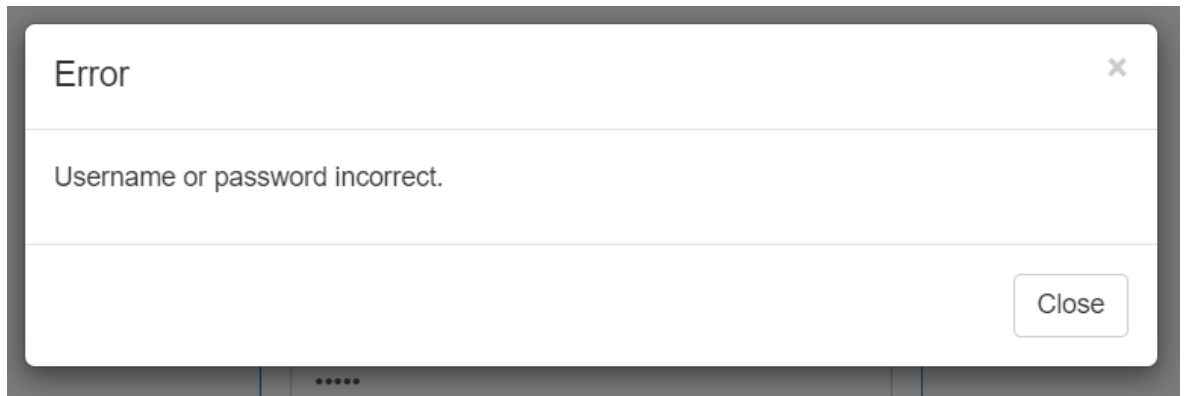 Error
×
Username or password incorrect.
Close
•••••